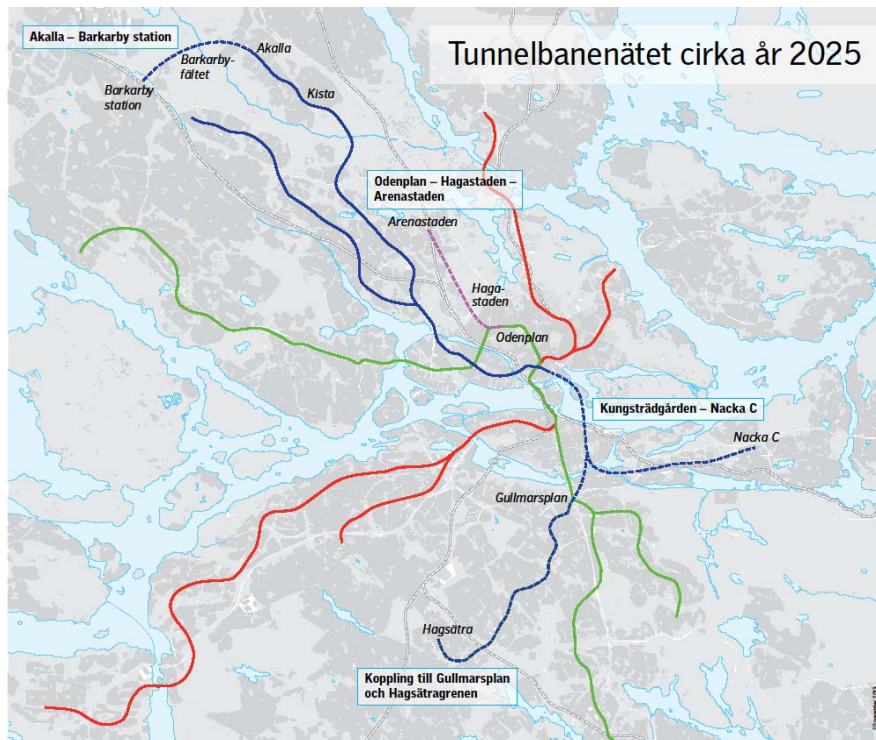 Akalla – Barkarby station
Tunnelbanenätet cirka år 2025
Akalla
Barkarby-
fältet
Barkarby
station
Kista
Odenplan – Hagastaden –
Arenastaden
Arenastaden
Haga-
staden
Odenplan
Kungsträdgården – Nacka C
Nacka C
Gullmarsplan
Hagsätra
Koppling till Gullmarsplan
och Hagsätragrenen